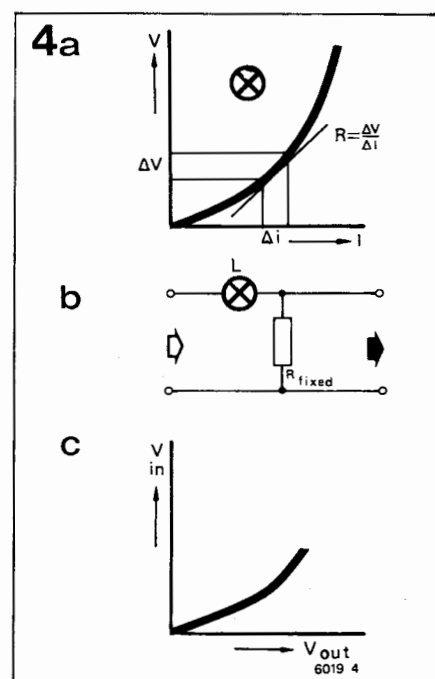 4a
V
R=ΔV/Δi
ΔV
Δi
I
b
L
R fixed
c
V
in
V out
6019 4